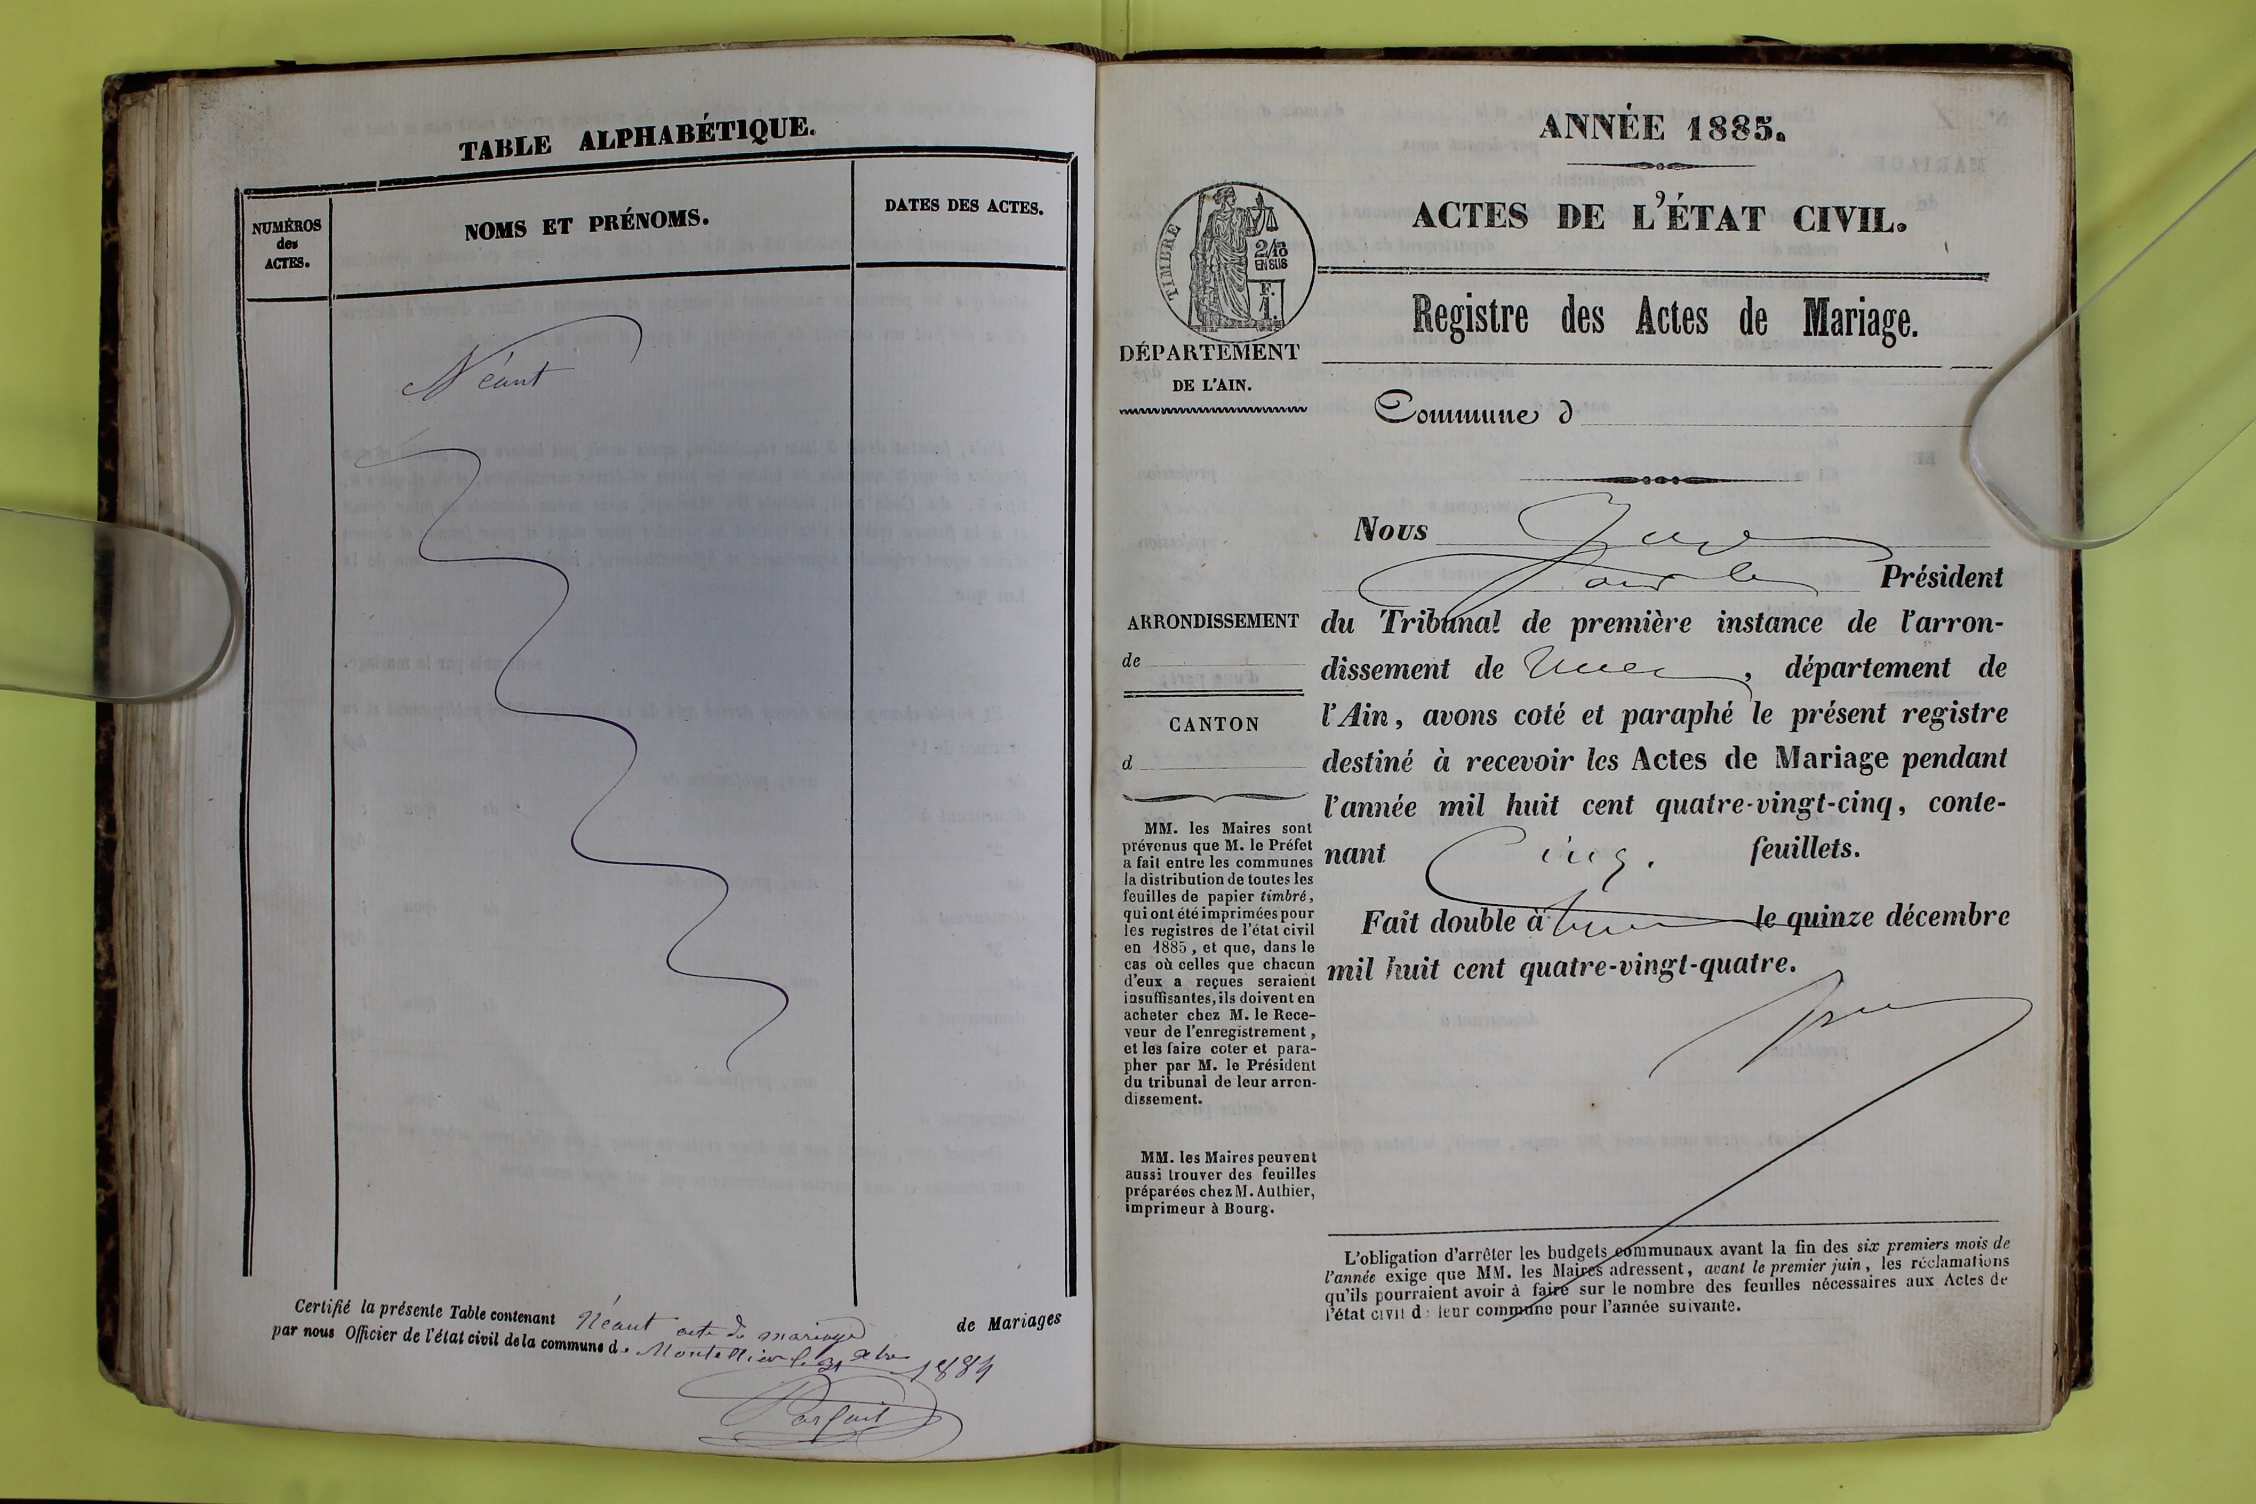 TABLE ALPHABÉTIQUE.
NUMÉROS
des
ACTES.
NOMS ET PRÉNOMS.
DATES DES ACTES.
Néant
Certifié la présente Table contenant Néant acte de mariage de Mariages
par nous Officier de l'état civil de la commune de Montellier le 31 Xbre 1884
Parfait
ANNÉE 1885.
ACTES DE L'ÉTAT CIVIL.
TIMBRE
2/10
EN SUS
F.
1.
DÉPARTEMENT
DE L'AIN.
Registre des Actes de Mariage.
Commune d
Nous
Président
ARRONDISSEMENT
de
CANTON
d
du Tribunal de première instance de l'arron-
dissement de , département de
l'Ain, avons coté et paraphé le présent registre
destiné à recevoir les Actes de Mariage pendant
l'année mil huit cent quatre-vingt-cinq, conte-
nant Cinq. feuillets.
Fait double à le quinze décembre
mil huit cent quatre-vingt-quatre.
MM. les Maires sont
prévenus que M. le Préfet
a fait entre les communes
la distribution de toutes les
feuilles de papier timbré,
qui ont été imprimées pour
les registres de l'état civil
en 1885, et que, dans le
cas où celles que chacun
d'eux a reçues seraient
insuffisantes, ils doivent en
acheter chez M. le Rece-
veur de l'enregistrement,
et les faire coter et para-
pher par M. le Président
du tribunal de leur arron-
dissement.
MM. les Maires peuvent
aussi trouver des feuilles
préparées chez M. Authier,
imprimeur à Bourg.
L'obligation d'arrêter les budgets communaux avant la fin des six premiers mois de
l'année exige que MM. les Maires adressent, avant le premier juin, les réclamations
qu'ils pourraient avoir à faire sur le nombre des feuilles nécessaires aux Actes de
l'état civil d: leur commune pour l'année suivante.